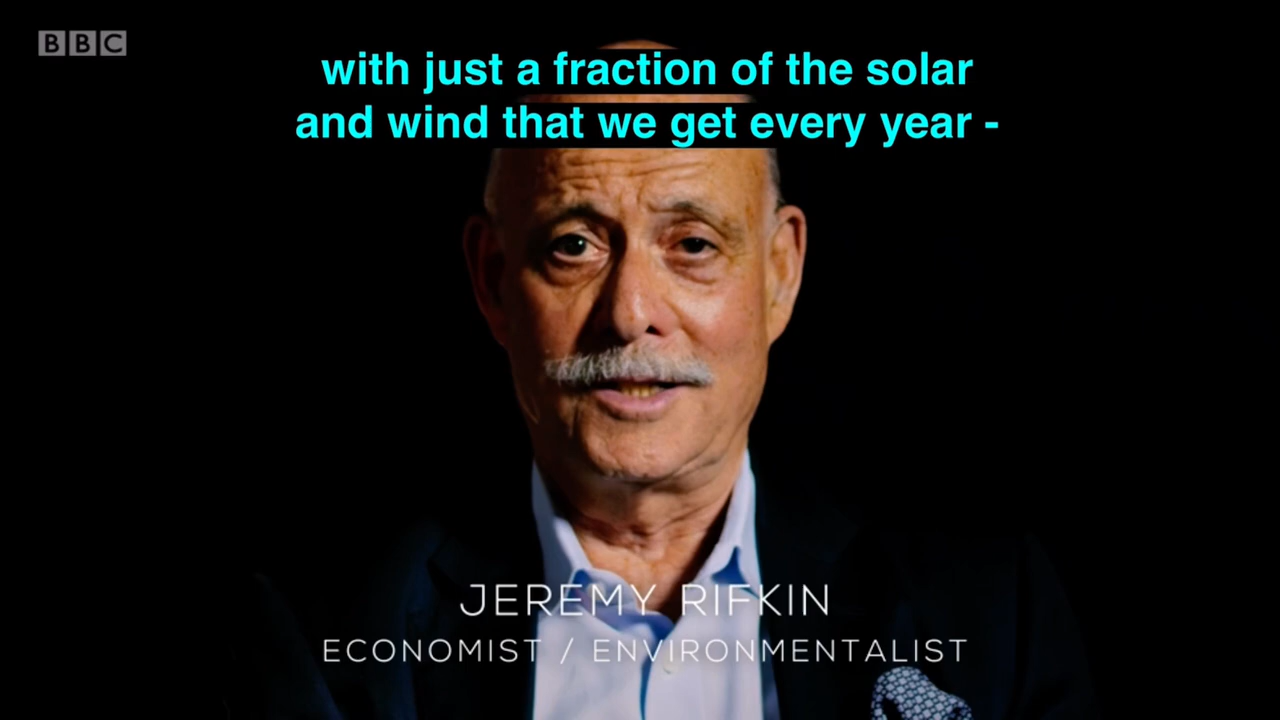 BBC
with just a fraction of the solar
and wind that we get every year -
JEREMY RIFKIN
ECONOMIST / ENVIRONMENTALIST